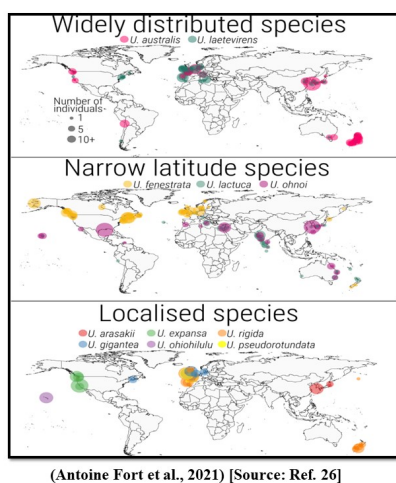 Widely distributed species
U. australis U. laetevirens
Number of
individuals
1
5
10+
Narrow latitude species
U. fenestrata U. lactuca U. ohnoi
Localised species
U. arasakii U. expansa U. rigida
U. gigantea U. ohiohilulu U. pseudorotundata
(Antoine Fort et al., 2021) [Source: Ref. 26]